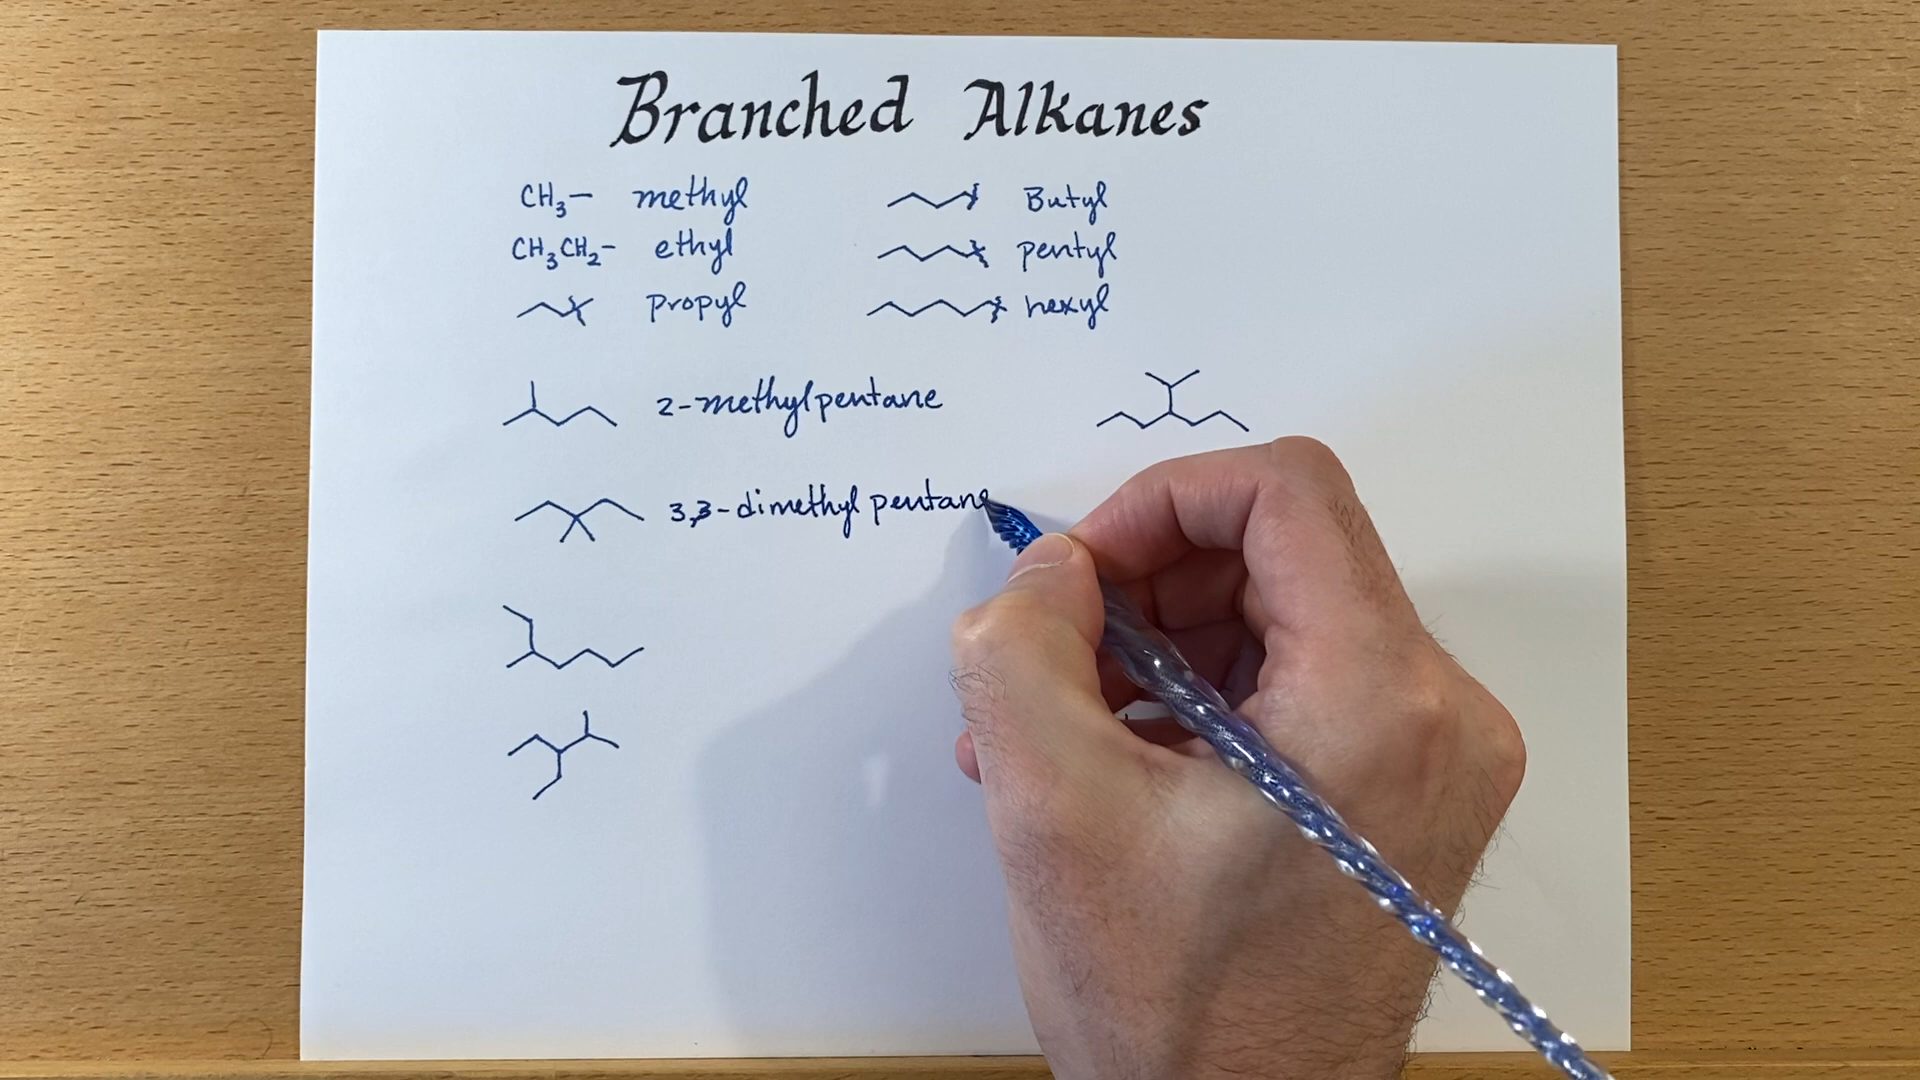 Branched Alkanes
CH3– methyl
CH3CH2– ethyl
propyl
Butyl
pentyl
hexyl
2-methylpentane
3,3-dimethyl pentane